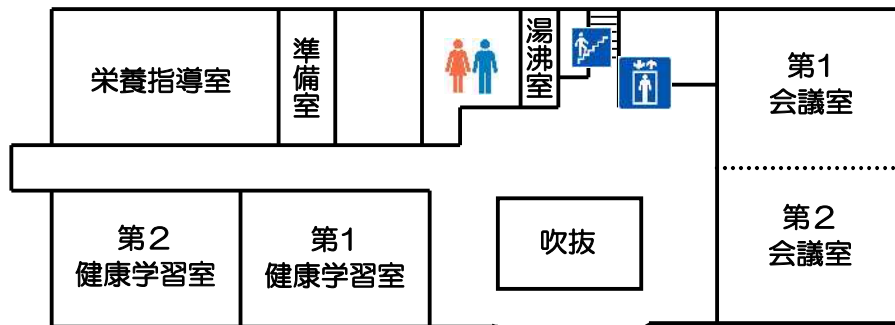 栄養指導室
準備室
湯沸室
第1
会議室
第2
会議室
吹抜
第2
健康学習室
第1
健康学習室